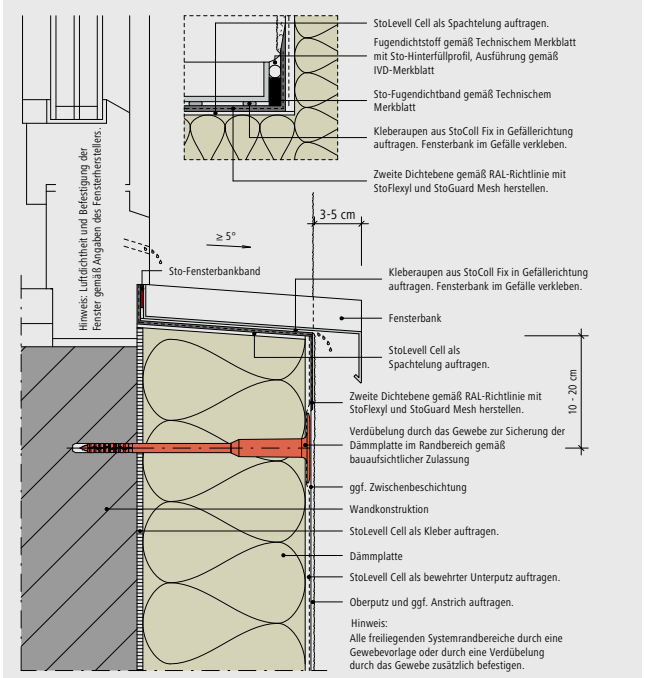 StoLevell Cell als Spachtelung auftragen.
Fugendichtstoff gemäß Technischem Merkblatt
mit Sto-Hinterfüllprofil, Ausführung gemäß
IVD-Merkblatt
Sto-Fugendichtband gemäß Technischem
Merkblatt
Kleberaupen aus StoColl Fix in Gefällerichtung
auftragen. Fensterbank im Gefälle verkleben.
Zweite Dichtebene gemäß RAL-Richtlinie mit
StoFlexyl und StoGuard Mesh herstellen.
Hinweis: Luftdichtheit und Befestigung der
Fenster gemäß Angaben des Fensterherstellers.
3-5 cm
≥ 5°
Sto-Fensterbankband
Kleberaupen aus StoColl Fix in Gefällerichtung
auftragen. Fensterbank im Gefälle verkleben.
Fensterbank
StoLevell Cell als
Spachtelung auftragen.
10 - 20 cm
Zweite Dichtebene gemäß RAL-Richtlinie mit
StoFlexyl und StoGuard Mesh herstellen.
Verdübelung durch das Gewebe zur Sicherung der
Dämmplatte im Randbereich gemäß
bauaufsichtlicher Zulassung
ggf. Zwischenbeschichtung
Wandkonstruktion
StoLevell Cell als Kleber auftragen.
Dämmplatte
StoLevell Cell als bewehrter Unterputz auftragen.
Oberputz und ggf. Anstrich auftragen.
Hinweis:
Alle freiliegenden Systemrandbereiche durch eine
Gewebevorlage oder durch eine Verdübelung
durch das Gewebe zusätzlich befestigen.